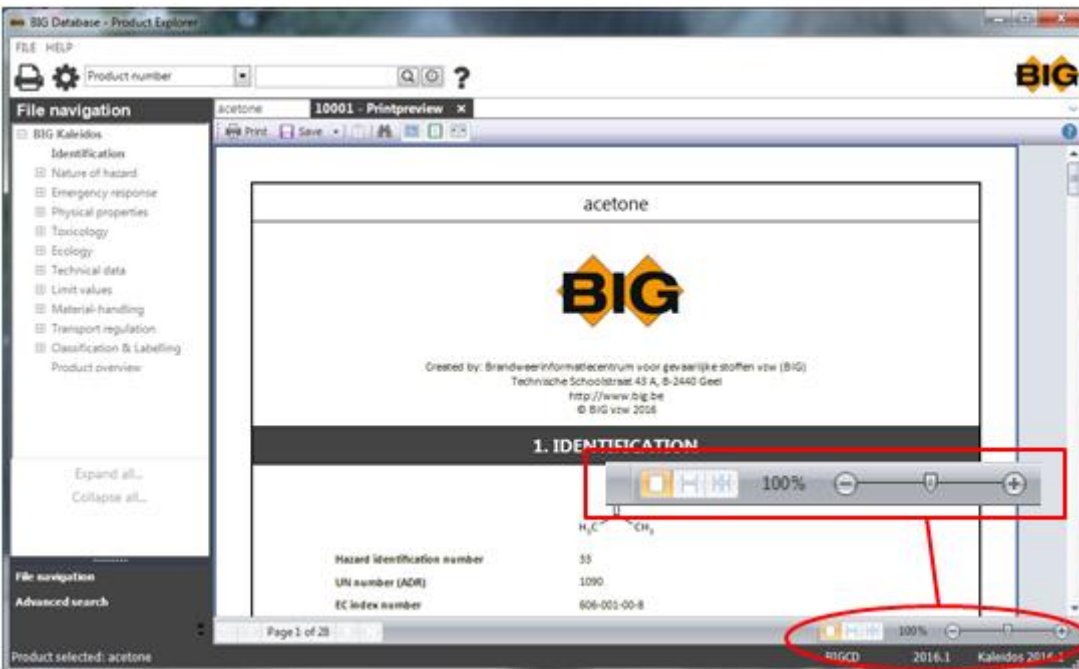 BIG Database - Product Explorer
FILE HELP
Product number
?
BIG
File navigation
acetone
10001 - Printpreview ×
BIG Kaleidos
Print Save
?
Identification
Nature of hazard
Emergency response
Physical properties
Toxicology
Ecology
Technical data
Limit values
Material-handling
Transport regulation
Classification & Labelling
Product overview
Expand all...
Collapse all...
File navigation
Advanced search
acetone
BIG
Created by: Brandweerinformatiecentrum voor gevaarlijke stoffen vzw (BIG)
Technische Schoolstraat 43 A, B-2440 Geel
http://www.big.be
© BIG vzw 2016
1. IDENTIFICATION
100%
H₃C CH₃
Hazard identification number 33
UN number (ADR) 1090
EC index number 606-001-00-8
Page 1 of 28
100%
Product selected: acetone
BIGCD 2016.1 Kaleidos 2016.1